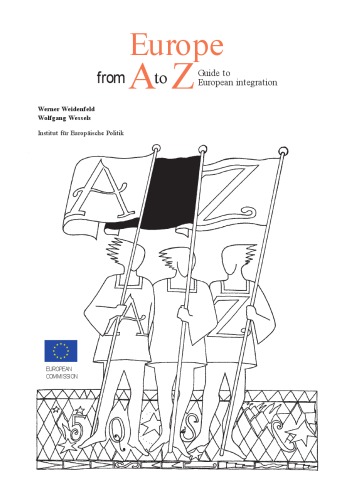 Europe
from A to Z Guide to
European integration
Werner Weidenfeld
Wolfgang Wessels
Institut für Europäische Politik
A Z
A Z
EUROPEAN
COMMISSION